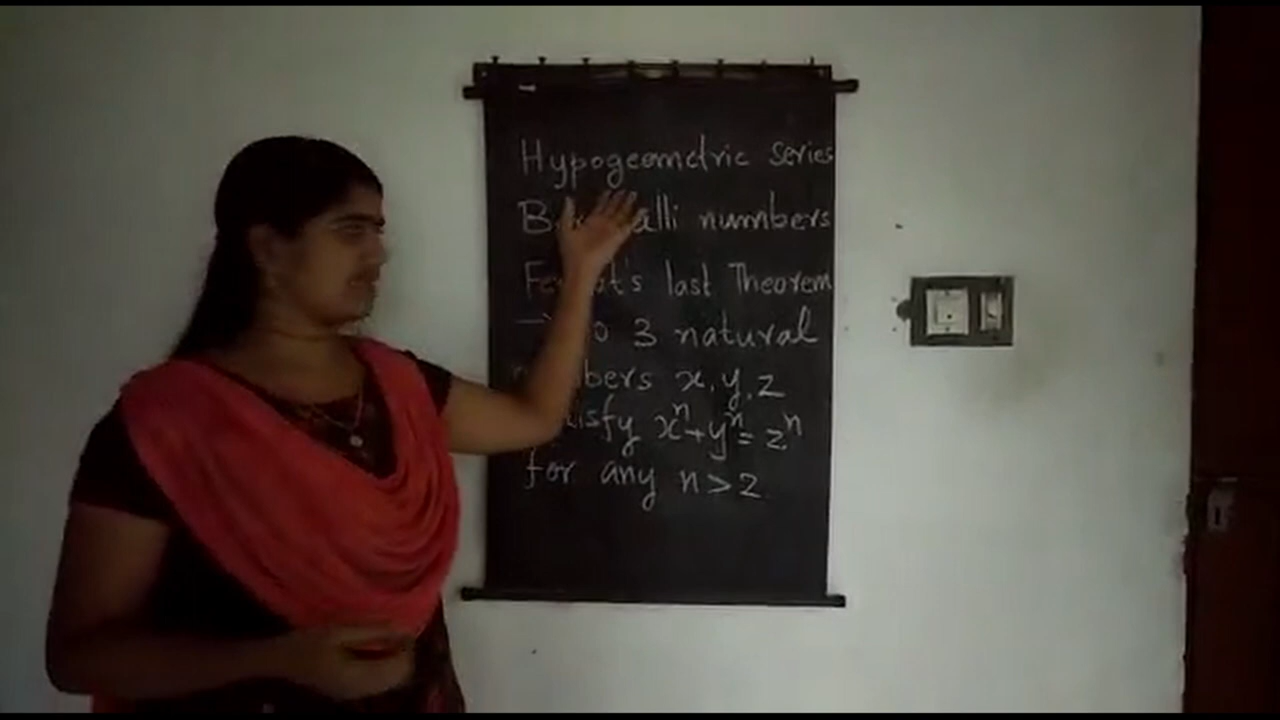 Hypogeometric series
numbers
last Theorem
3 natural
x, y, z
xⁿ+yⁿ=zⁿ
for any n>2